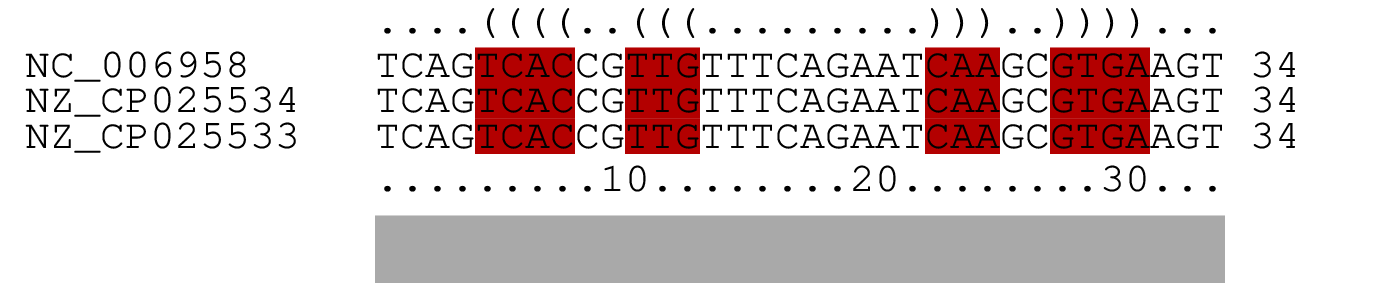 ....((((..(((.........)))..))))...
NC_006958 TCAGTCACCGTTGTTTCAGAATCAAGCGTGAAGT 34
NZ_CP025534 TCAGTCACCGTTGTTTCAGAATCAAGCGTGAAGT 34
NZ_CP025533 TCAGTCACCGTTGTTTCAGAATCAAGCGTGAAGT 34
.........10........20........30...